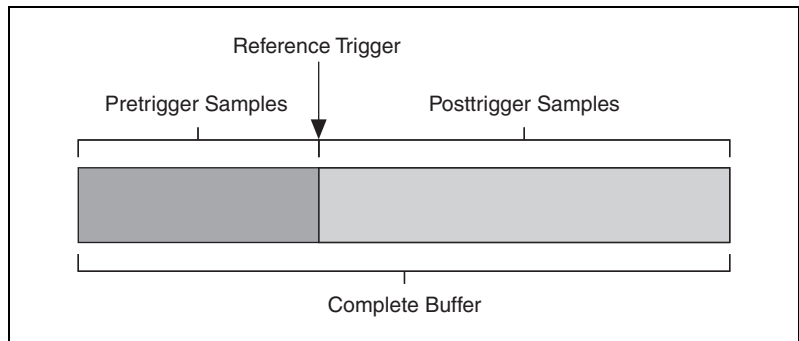 Reference Trigger
Pretrigger Samples
Posttrigger Samples
Complete Buffer